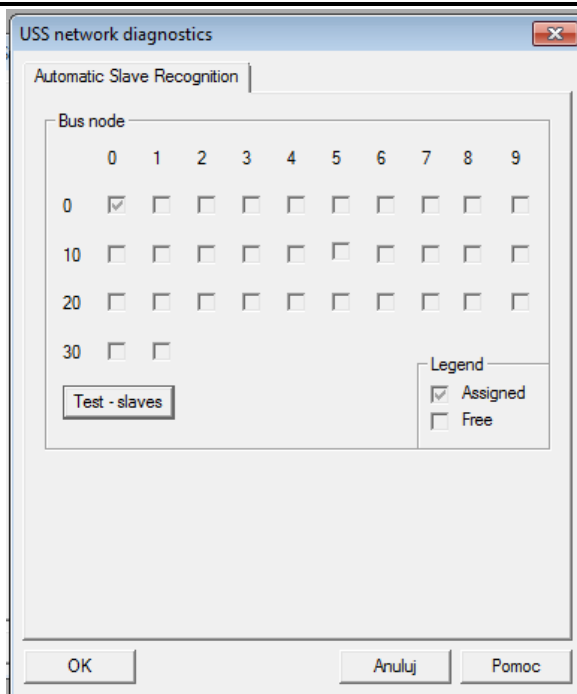 USS network diagnostics
Automatic Slave Recognition
Bus node
0 1 2 3 4 5 6 7 8 9
0
10
20
30
Legend
Assigned
Free
Test - slaves
OK Anuluj Pomoc